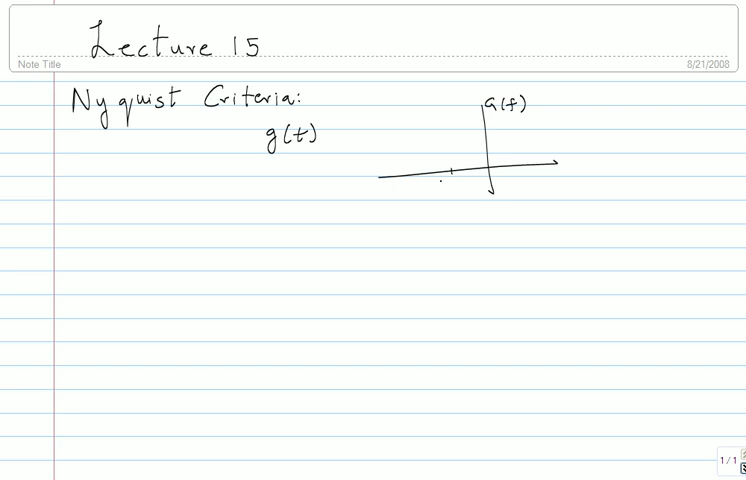 Lecture 15
Note Title
8/21/2008
Nyquist Criteria:
G(f)
g(t)
1 / 1